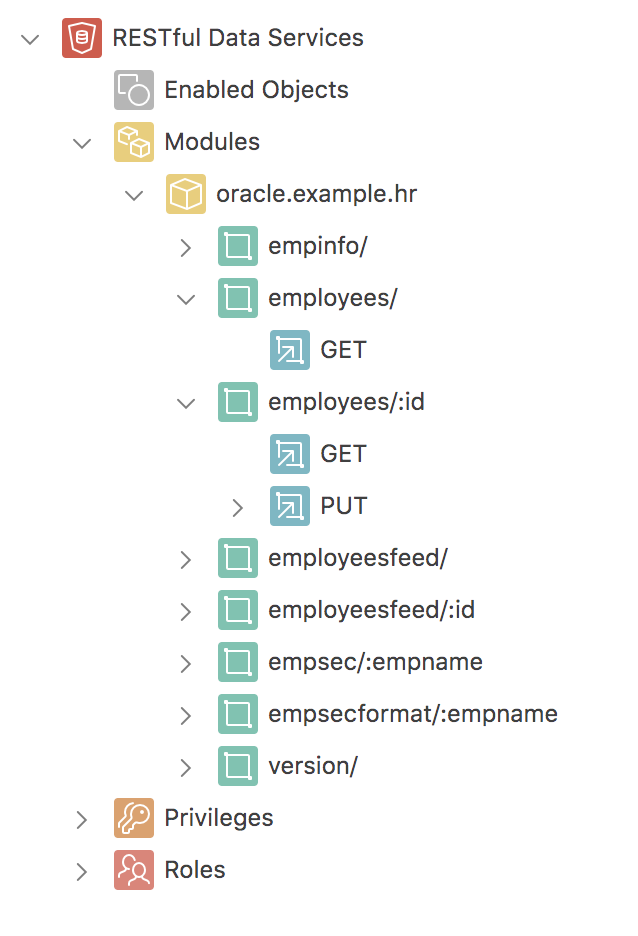 RESTful Data Services
Enabled Objects
Modules
oracle.example.hr
empinfo/
employees/
GET
employees/:id
GET
PUT
employeesfeed/
employeesfeed/:id
empsec/:empname
empsecformat/:empname
version/
Privileges
Roles